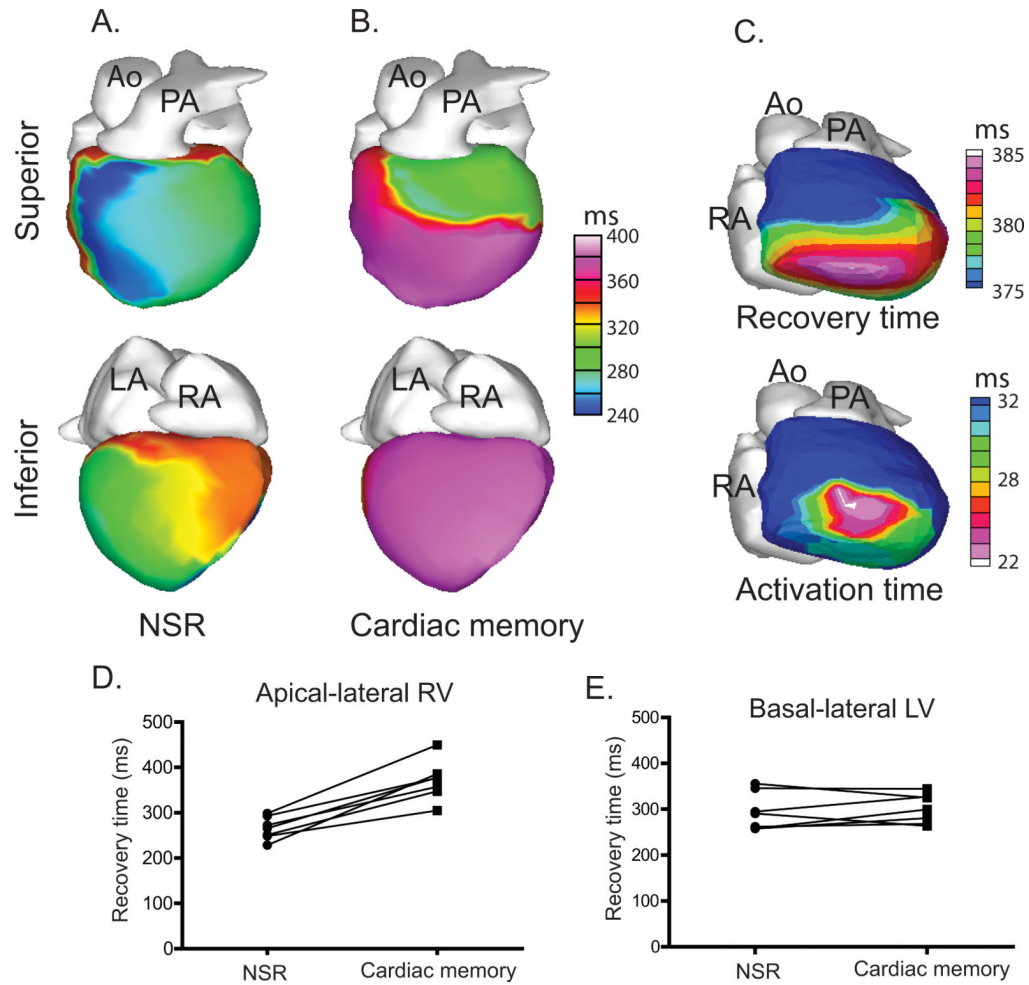 A.
B.
C.
Superior
Ao
PA
Ao
PA
ms
400
360
320
280
240
Ao
PA
RA
ms
385
380
375
Recovery time
Inferior
LA
RA
LA
RA
NSR
Cardiac memory
Ao
PA
RA
ms
32
28
22
Activation time
D.
Apical-lateral RV
Recovery time (ms)
500
400
300
200
100
0
NSR
Cardiac memory
E.
Basal-lateral LV
Recovery time (ms)
500
400
300
200
100
0
NSR
Cardiac memory